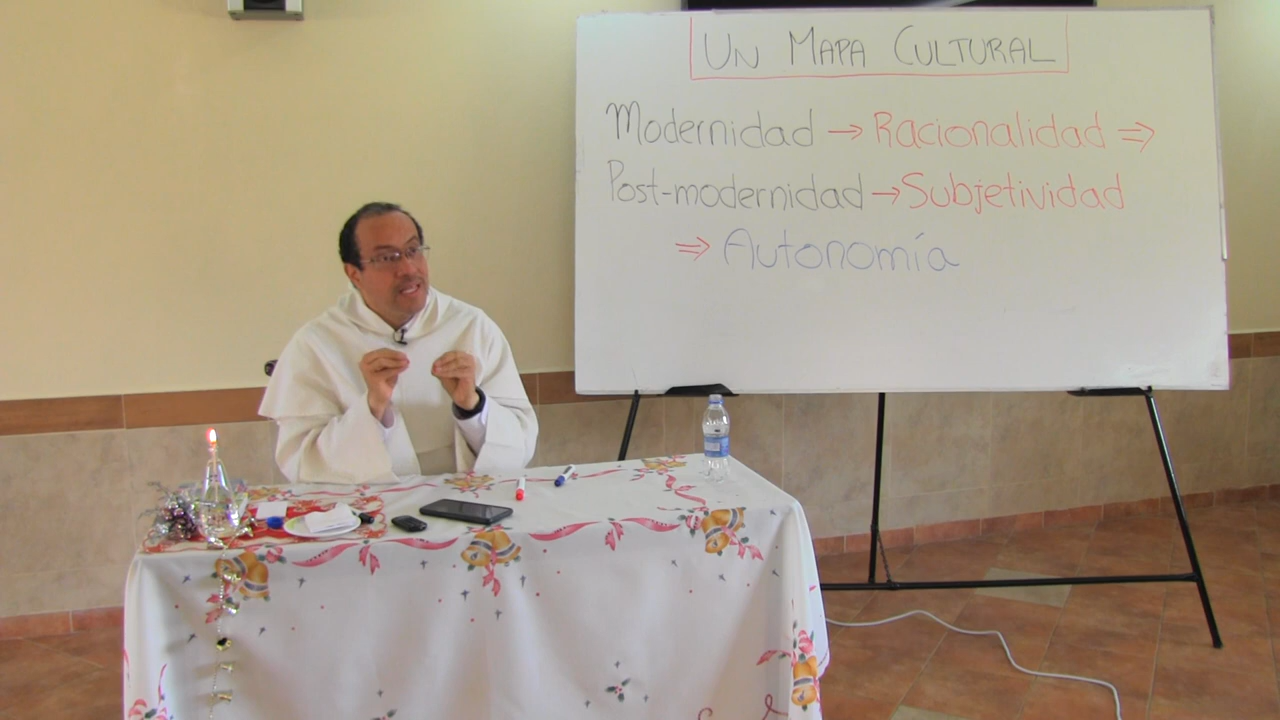 UN MAPA CULTURAL
Modernidad → Racionalidad ⇒
Post-modernidad → Subjetividad
⇒ Autonomía